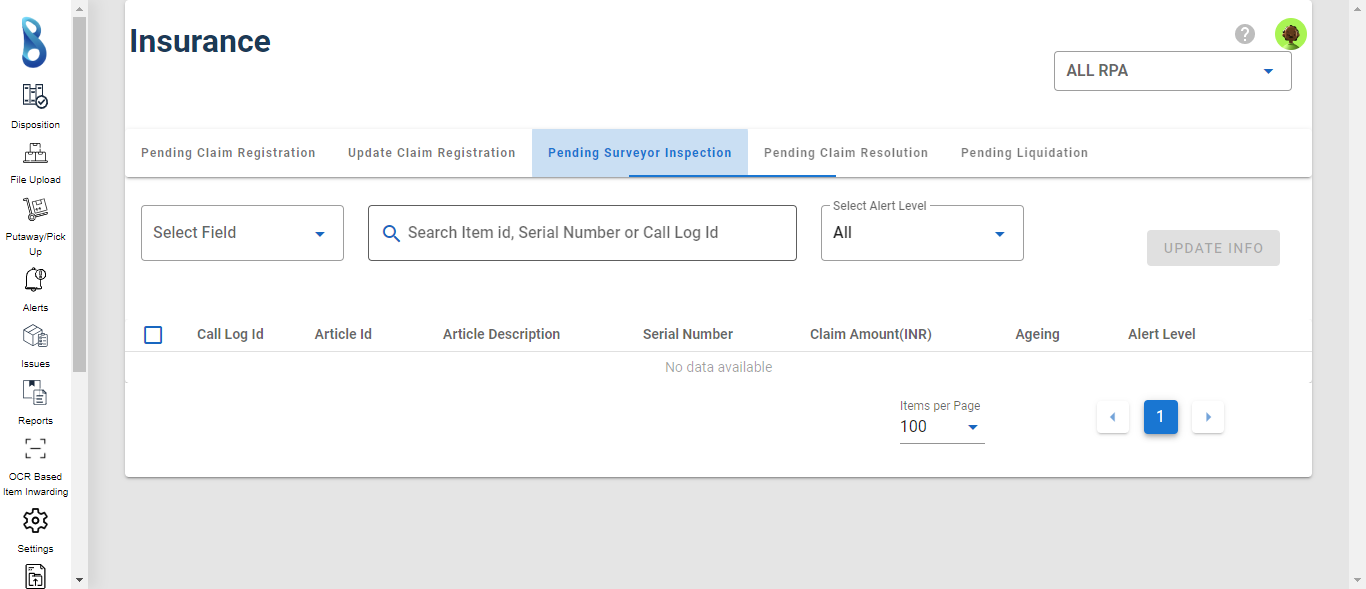 Insurance
?
ALL RPA
Disposition
File Upload
Putaway/Pick
Up
Alerts
Issues
Reports
OCR Based
Item Inwarding
Settings
Pending Claim Registration
Update Claim Registration
Pending Surveyor Inspection
Pending Claim Resolution
Pending Liquidation
Select Field
Search Item id, Serial Number or Call Log Id
Select Alert Level
All
UPDATE INFO
Call Log Id
Article Id
Article Description
Serial Number
Claim Amount(INR)
Ageing
Alert Level
No data available
Items per Page
100
1